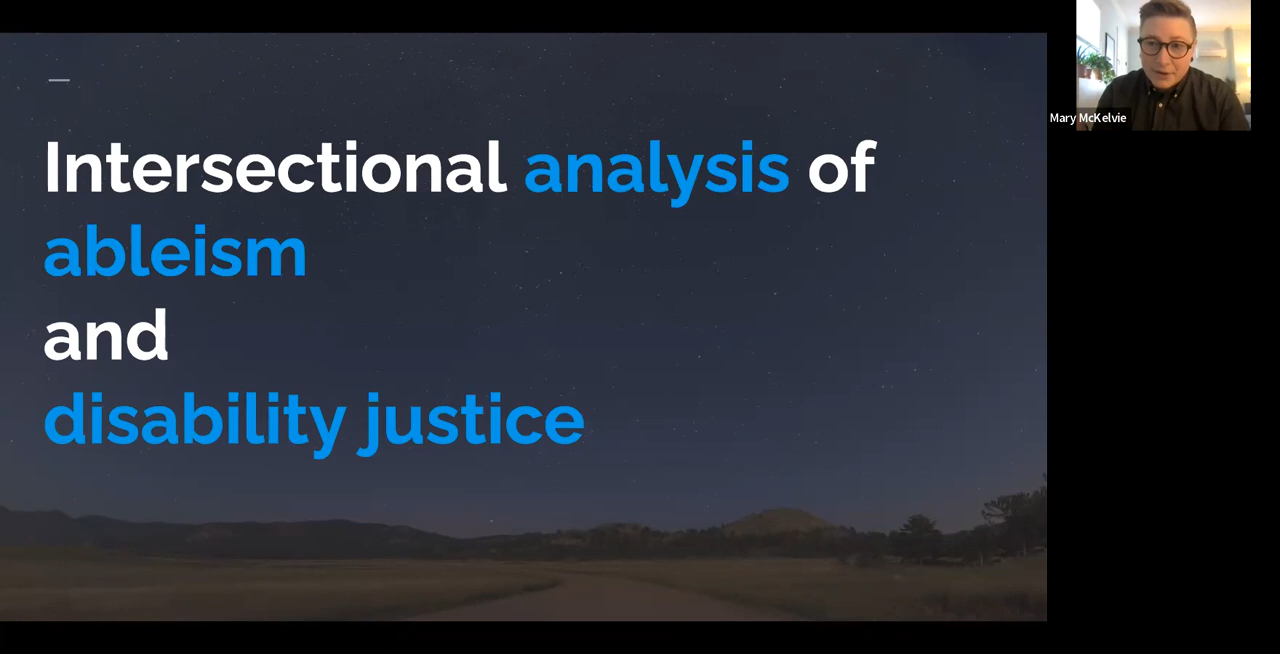 Intersectional analysis of
ableism
and
disability justice
Mary McKelvie